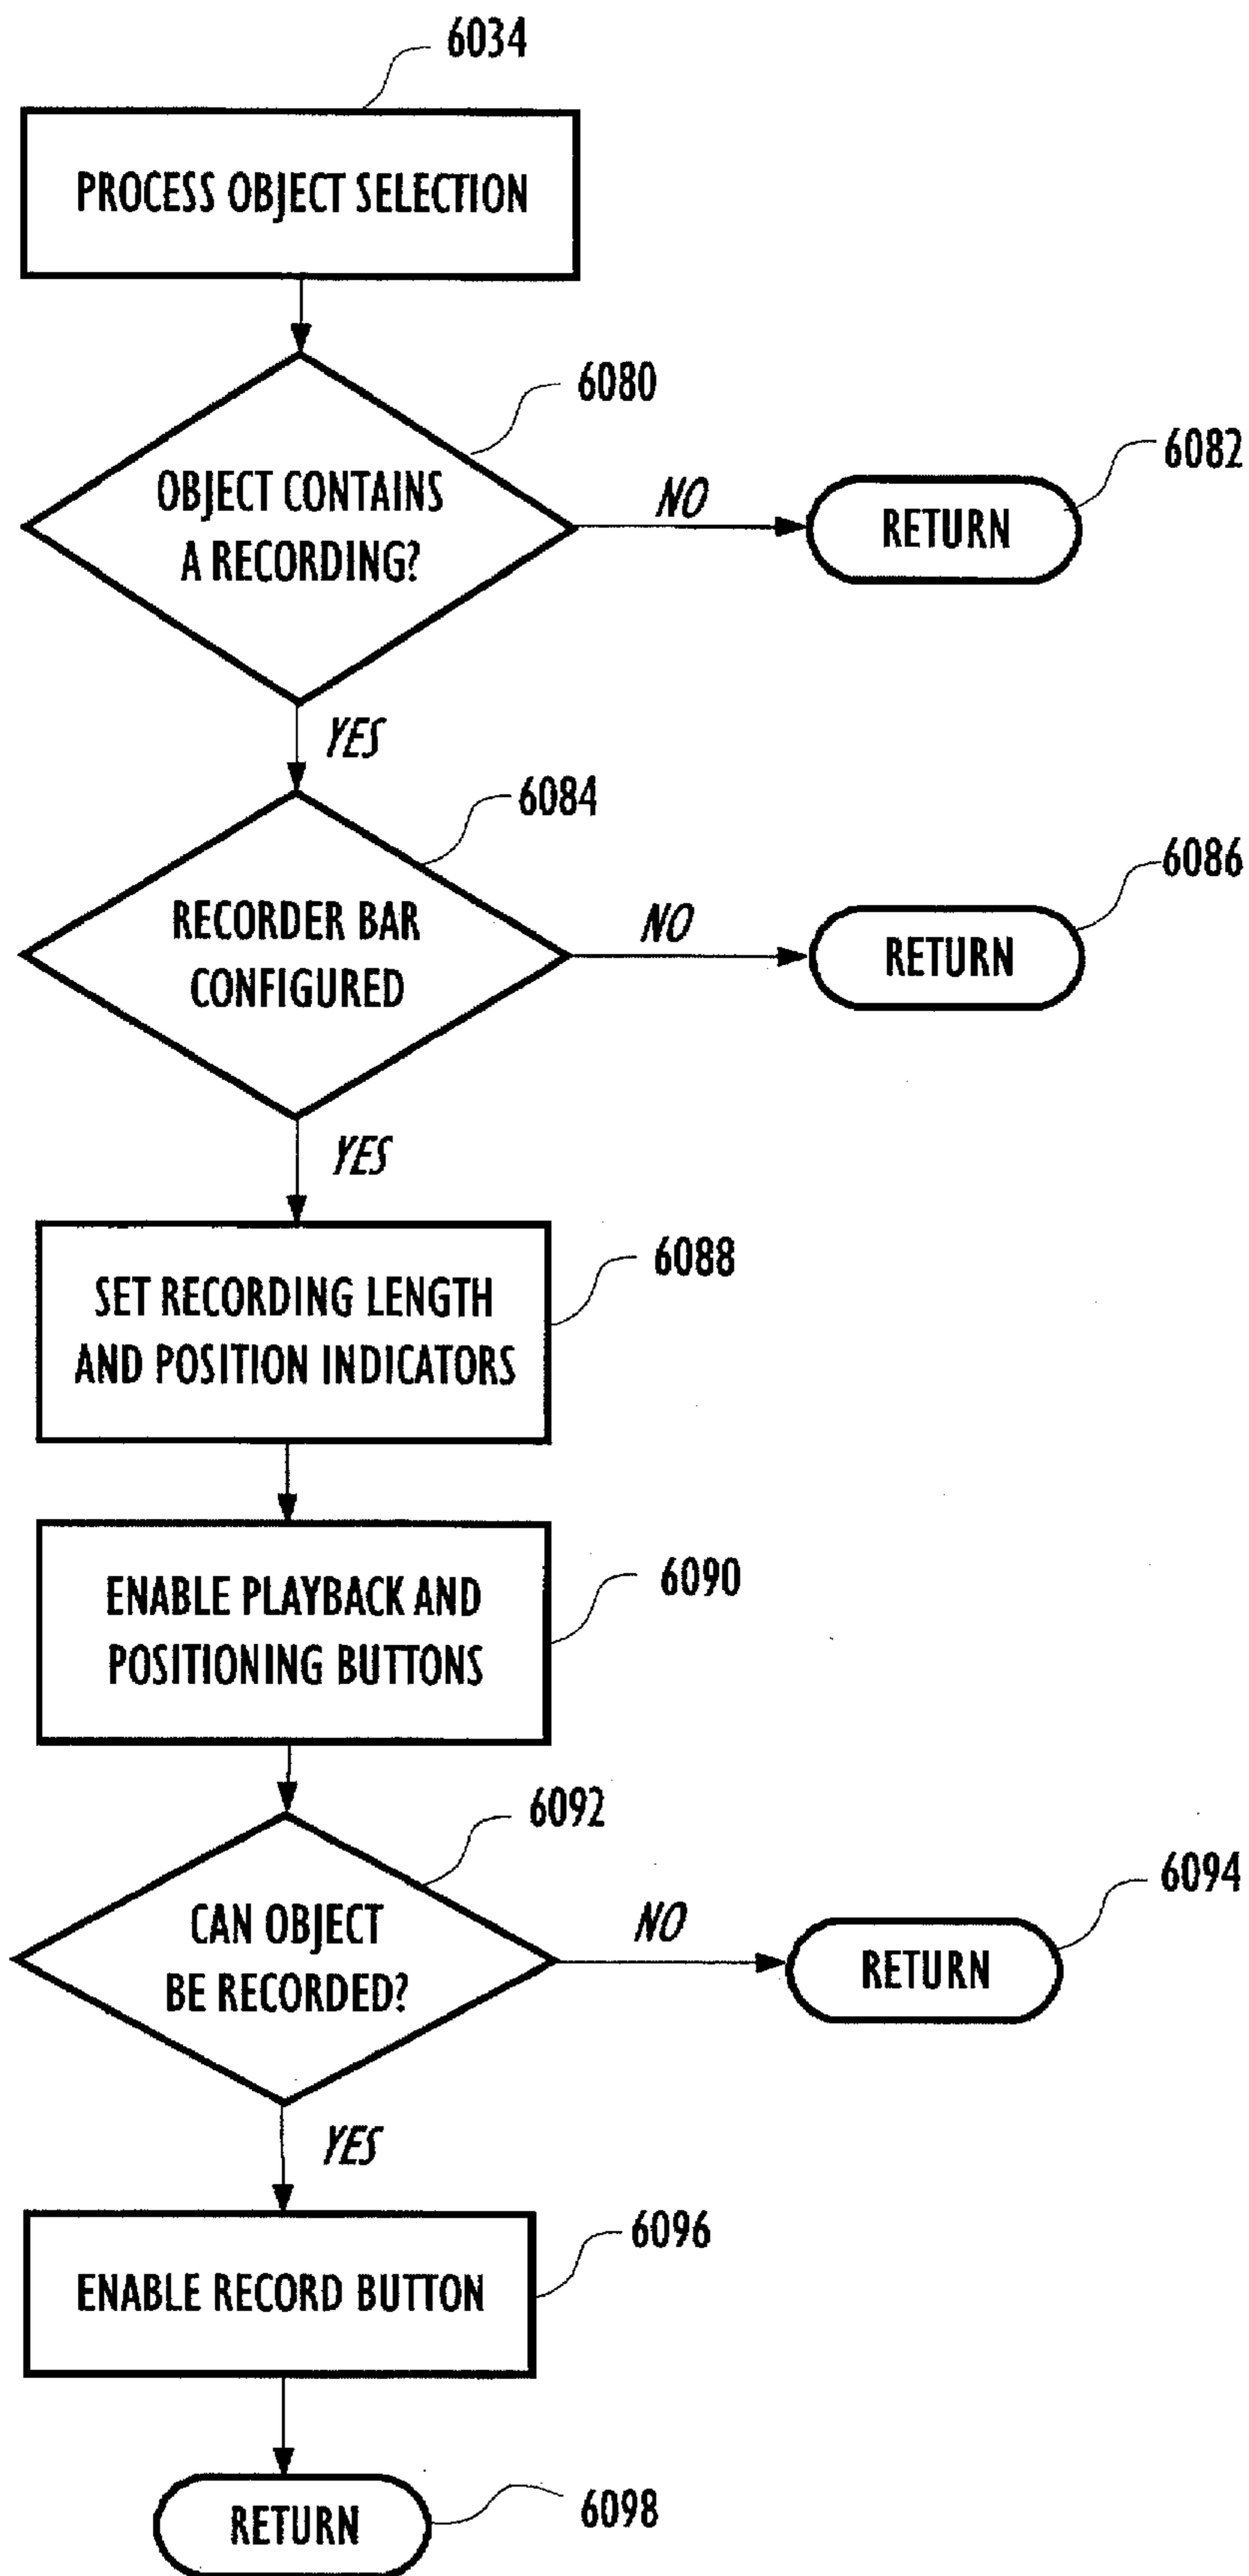 6034
PROCESS OBJECT SELECTION
6080
OBJECT CONTAINS
A RECORDING?
NO
6082
RETURN
YES
6084
RECORDER BAR
CONFIGURED
NO
6086
RETURN
YES
6088
SET RECORDING LENGTH
AND POSITION INDICATORS
6090
ENABLE PLAYBACK AND
POSITIONING BUTTONS
6092
CAN OBJECT
BE RECORDED?
NO
6094
RETURN
YES
6096
ENABLE RECORD BUTTON
6098
RETURN